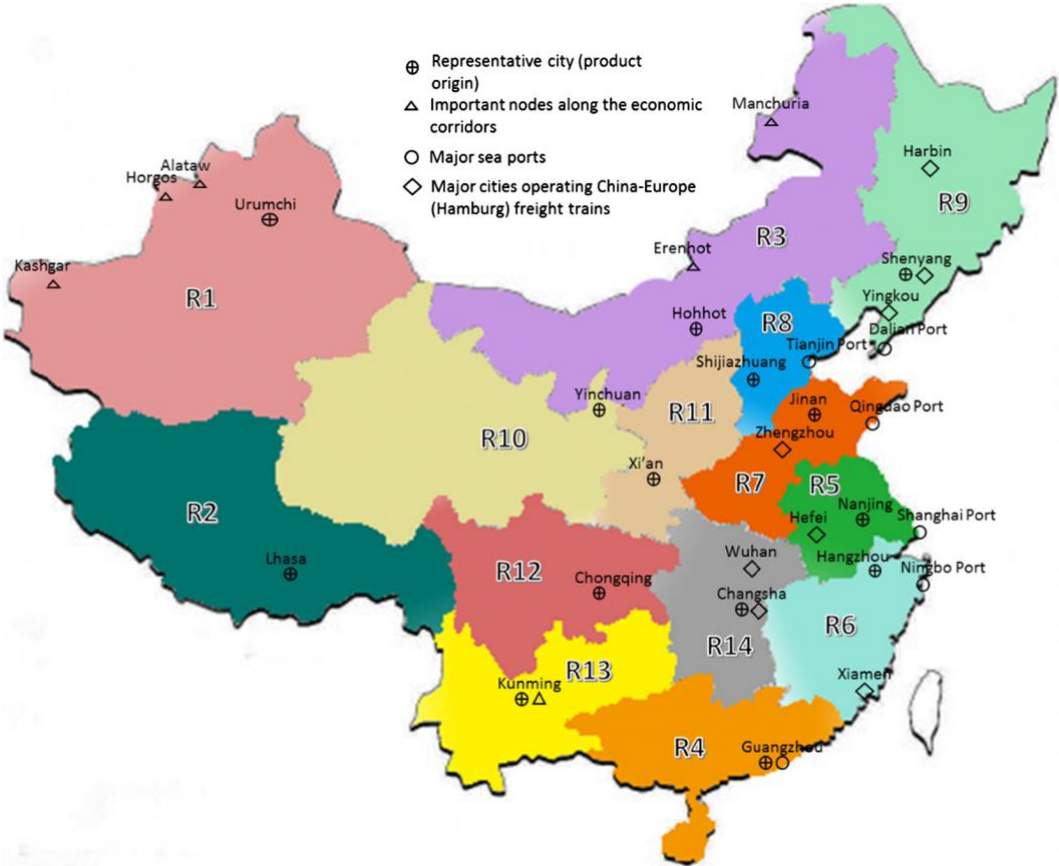 Representative city (product
origin)
Important nodes along the economic
corridors
Major sea ports
Major cities operating China-Europe
(Hamburg) freight trains
Manchuria
Harbin
R9
Alataw
Horgos
Urumchi
R3
Erenhot
Shenyang
Kashgar
R1
Yingkou
Hohhot
R8
Dalian Port
Tianjin Port
Shijiazhuang
Yinchuan
R11
Jinan
Qingdao Port
R10
Zhengzhou
Xi'an
R7
R5
R2
Nanjing
Hefei
Shanghai Port
Lhasa
Wuhan
Hangzhou
Ningbo Port
R12
Chongqing
Changsha
R6
R14
R13
Xiamen
Kunming
R4
Guangzhou